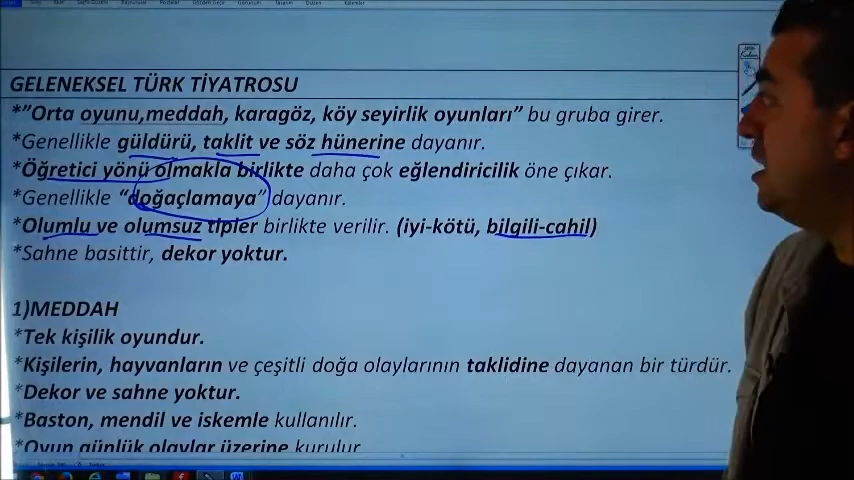 GELENEKSEL TÜRK TİYATROSU
*"Orta oyunu,meddah, karagöz, köy seyirlik oyunları" bu gruba girer.
*Genellikle güldürü, taklit ve söz hünerine dayanır.
*Öğretici yönü olmakla birlikte daha çok eğlendiricilik öne çıkar.
*Genellikle "doğaçlamaya" dayanır.
*Olumlu ve olumsuz tipler birlikte verilir. (iyi-kötü, bilgili-cahil)
*Sahne basittir, dekor yoktur.
1)MEDDAH
*Tek kişilik oyundur.
*Kişilerin, hayvanların ve çeşitli doğa olaylarının taklidine dayanan bir türdür.
*Dekor ve sahne yoktur.
*Baston, mendil ve iskemle kullanılır.
*Oyun günlük olaylar üzerine kurulur